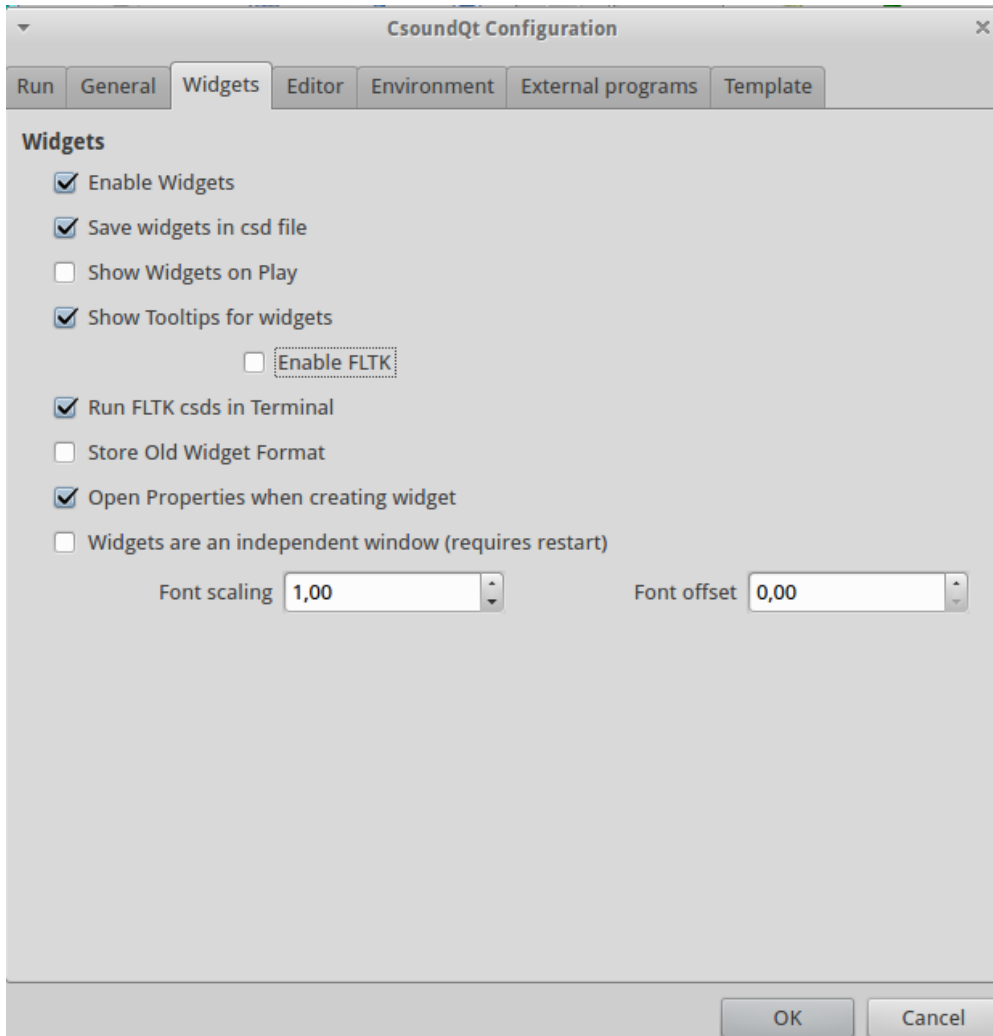 CsoundQt Configuration
Run General Widgets Editor Environment External programs Template
Widgets
Enable Widgets
Save widgets in csd file
Show Widgets on Play
Show Tooltips for widgets
Enable FLTK
Run FLTK csds in Terminal
Store Old Widget Format
Open Properties when creating widget
Widgets are an independent window (requires restart)
Font scaling 1,00 Font offset 0,00
OK Cancel